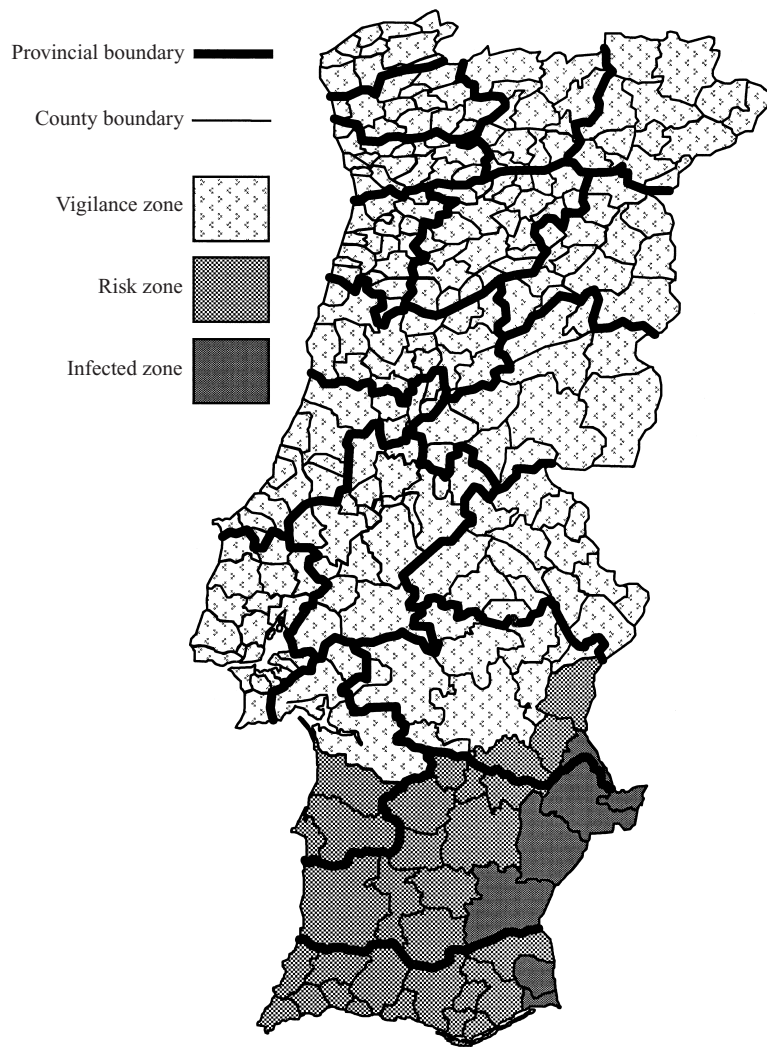 Provincial boundary
County boundary
Vigilance zone
Risk zone
Infected zone